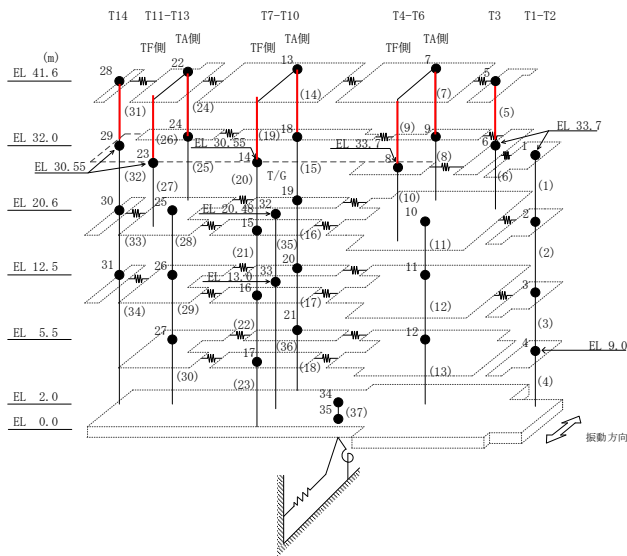 T14 T11-T13 T7-T10 T4-T6 T3 T1-T2
TF側 TA側 TF側 TA側 TF側 TA側
(m)
EL 41.6 28 22 13 7 5
(31) (24) (14) (7) (5)
EL 32.0 29 (26) 24 EL 30.55 (19) 18 EL 33.7 (9) 9 6 1 EL 33.7
EL 30.55 (32) 23 (25) 14 (15) 8 (8) (6) (1)
(27) (20) T/G
EL 20.6 30 25 EL 20.48 32 19 (10) 10 2
(33) (28) 15 (35) (16) (11) (2)
EL 12.5 31 26 (21) EL 13.0 33 20 11 3
(34) (29) 16 (17) (12) (3)
EL 5.5 27 (22) (36) 21 12 4 EL 9.0
(30) 17 (18) (13) (4)
(23)
EL 2.0 34
EL 0.0 35 (37)
振動方向